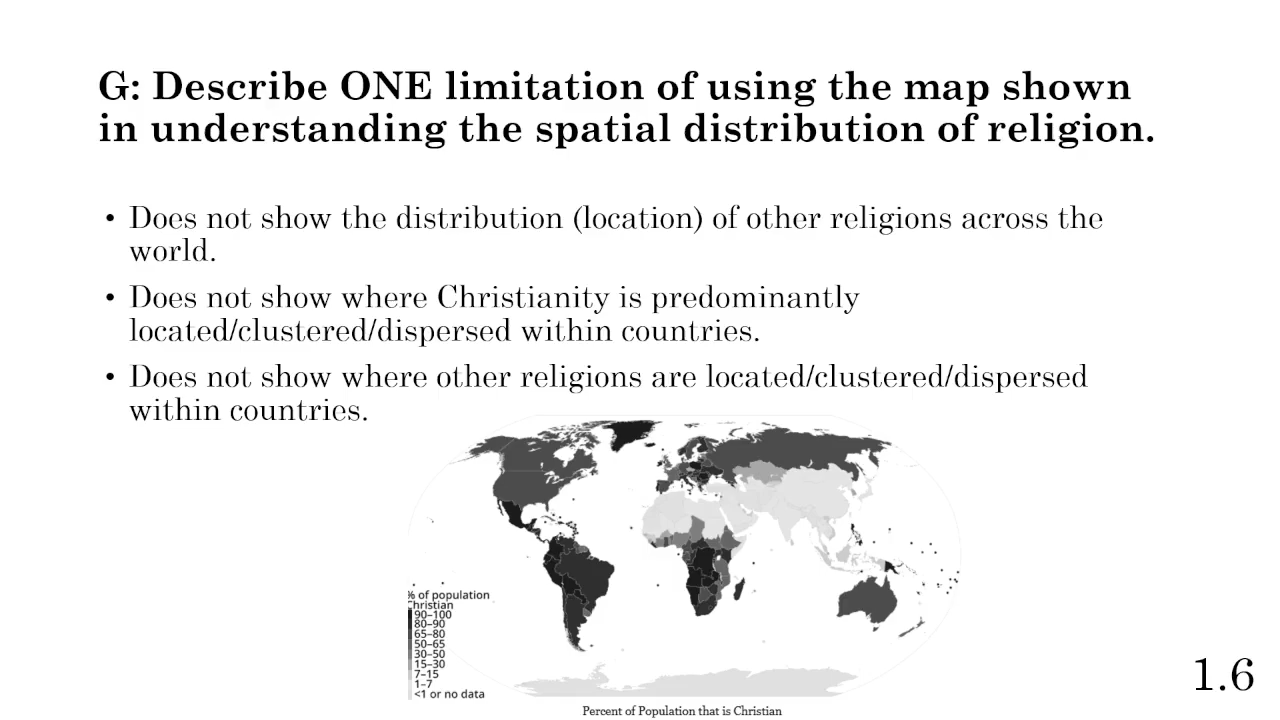 G: Describe ONE limitation of using the map shown
in understanding the spatial distribution of religion.
• Does not show the distribution (location) of other religions across the
world.
• Does not show where Christianity is predominantly
located/clustered/dispersed within countries.
• Does not show where other religions are located/clustered/dispersed
within countries.
% of population
Christian
90–100
80–90
65–80
50–65
30–50
15–30
7–15
1–7
<1 or no data
Percent of Population that is Christian
1.6